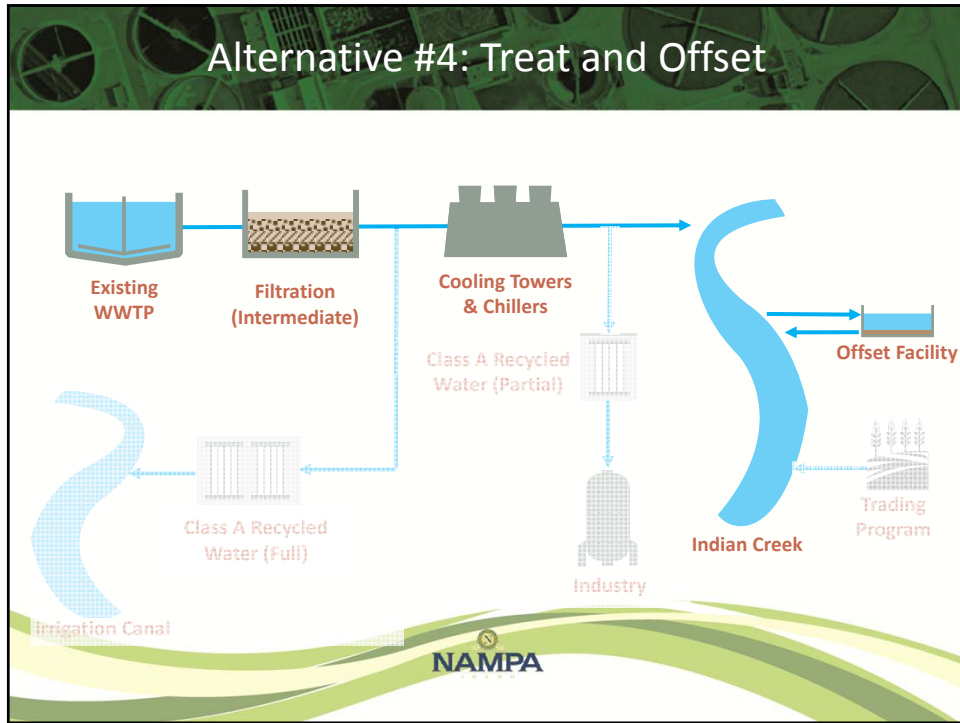 Alternative #4: Treat and Offset
Existing
WWTP
Filtration
(Intermediate)
Cooling Towers
& Chillers
Class A Recycled
Water (Partial)
Offset Facility
Class A Recycled
Water (Full)
Industry
Indian Creek
Trading
Program
Irrigation Canal
N
NAMPA
IDAHO